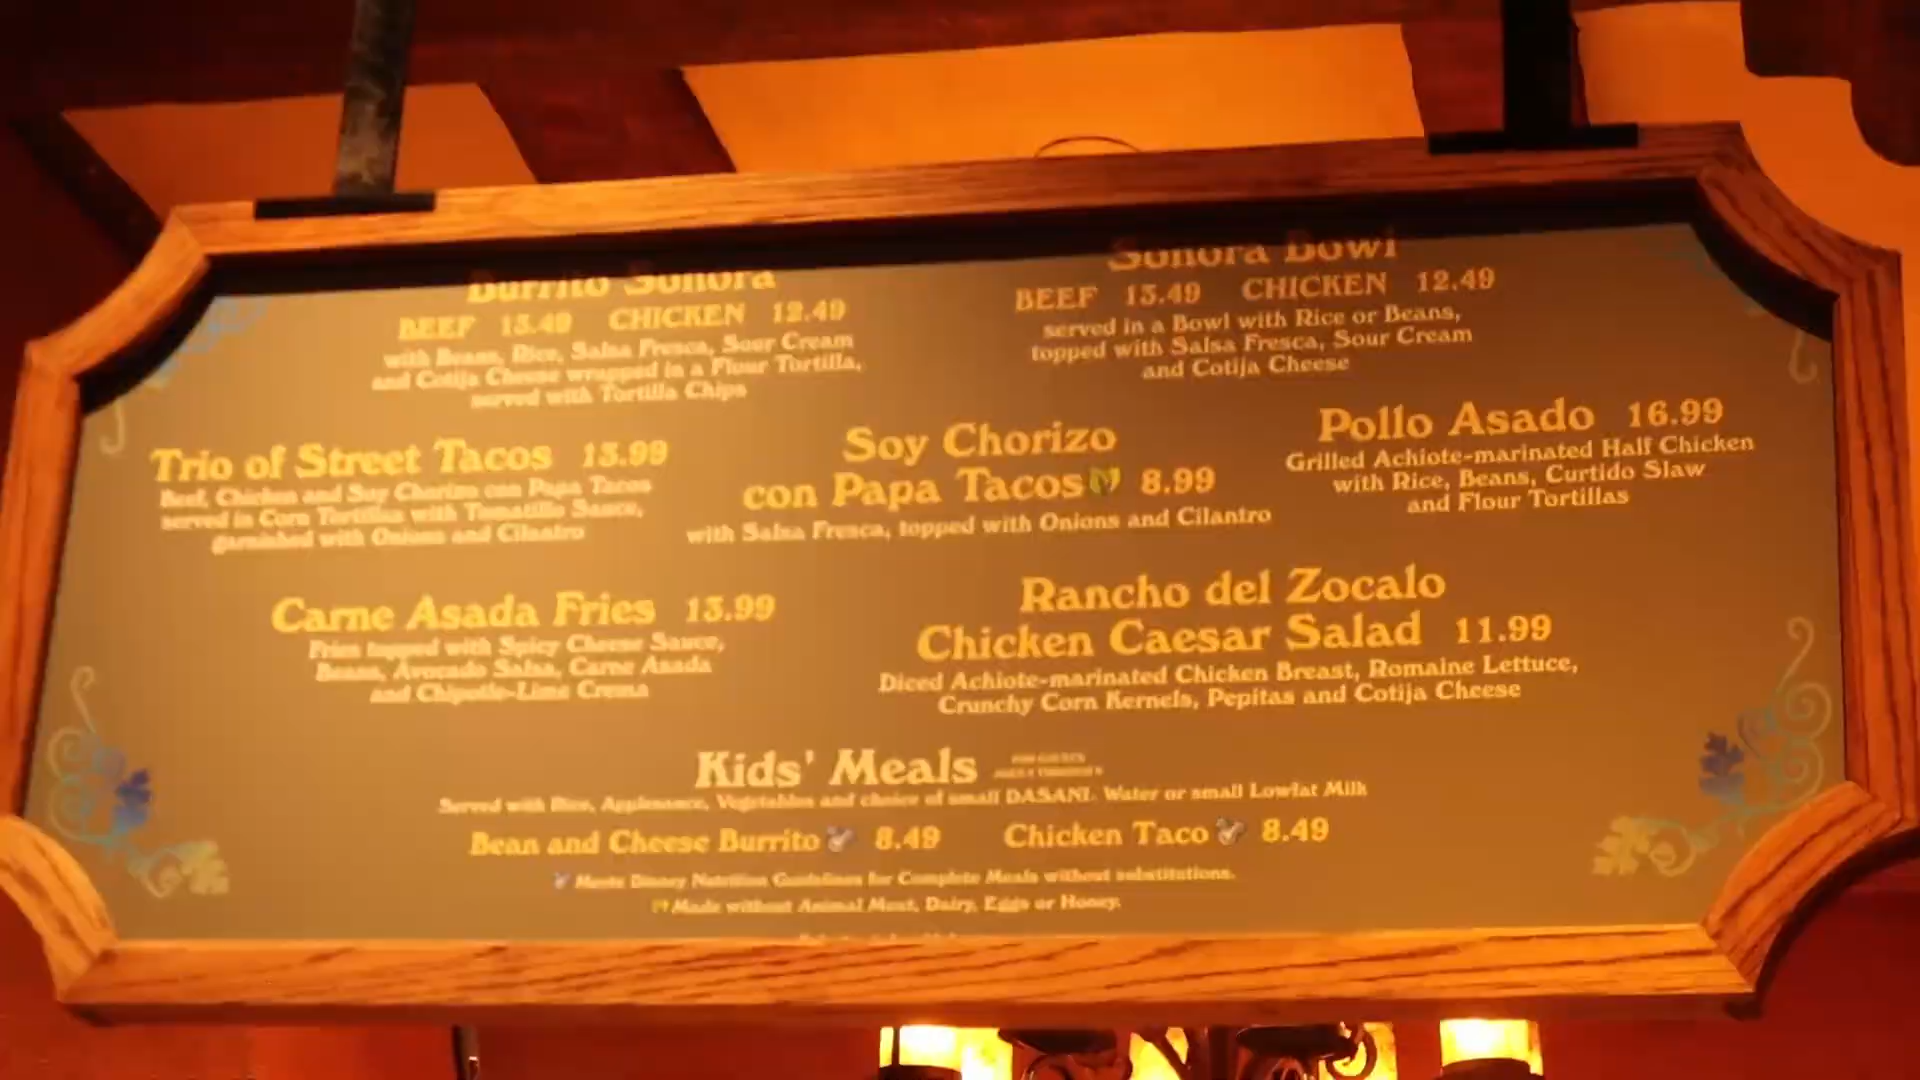 Burrito Sonora
BEEF 13.49 CHICKEN 12.49
with Beans, Rice, Salsa Fresca, Sour Cream
and Cotija Cheese wrapped in a Flour Tortilla,
served with Tortilla Chips
Sonora Bowl
BEEF 13.49 CHICKEN 12.49
served in a Bowl with Rice or Beans,
topped with Salsa Fresca, Sour Cream
and Cotija Cheese
Trio of Street Tacos 13.99
Beef, Chicken and Soy Chorizo con Papa Tacos
served in Corn Tortillas with Tomatillo Sauce,
garnished with Onions and Cilantro
Soy Chorizo
con Papa Tacos 8.99
with Salsa Fresca, topped with Onions and Cilantro
Pollo Asado 16.99
Grilled Achiote-marinated Half Chicken
with Rice, Beans, Curtido Slaw
and Flour Tortillas
Carne Asada Fries 13.99
Fries topped with Spicy Cheese Sauce,
Beans, Avocado Salsa, Carne Asada
and Chipotle-Lime Crema
Rancho del Zocalo
Chicken Caesar Salad 11.99
Diced Achiote-marinated Chicken Breast, Romaine Lettuce,
Crunchy Corn Kernels, Pepitas and Cotija Cheese
Kids' Meals
Served with Rice, Applesauce, Vegetables and choice of small DASANI® Water or small Lowfat Milk
Bean and Cheese Burrito 8.49 Chicken Taco 8.49
Meets Disney Nutrition Guidelines for Complete Meals without substitutions.
Made without Animal Meat, Dairy, Eggs or Honey.